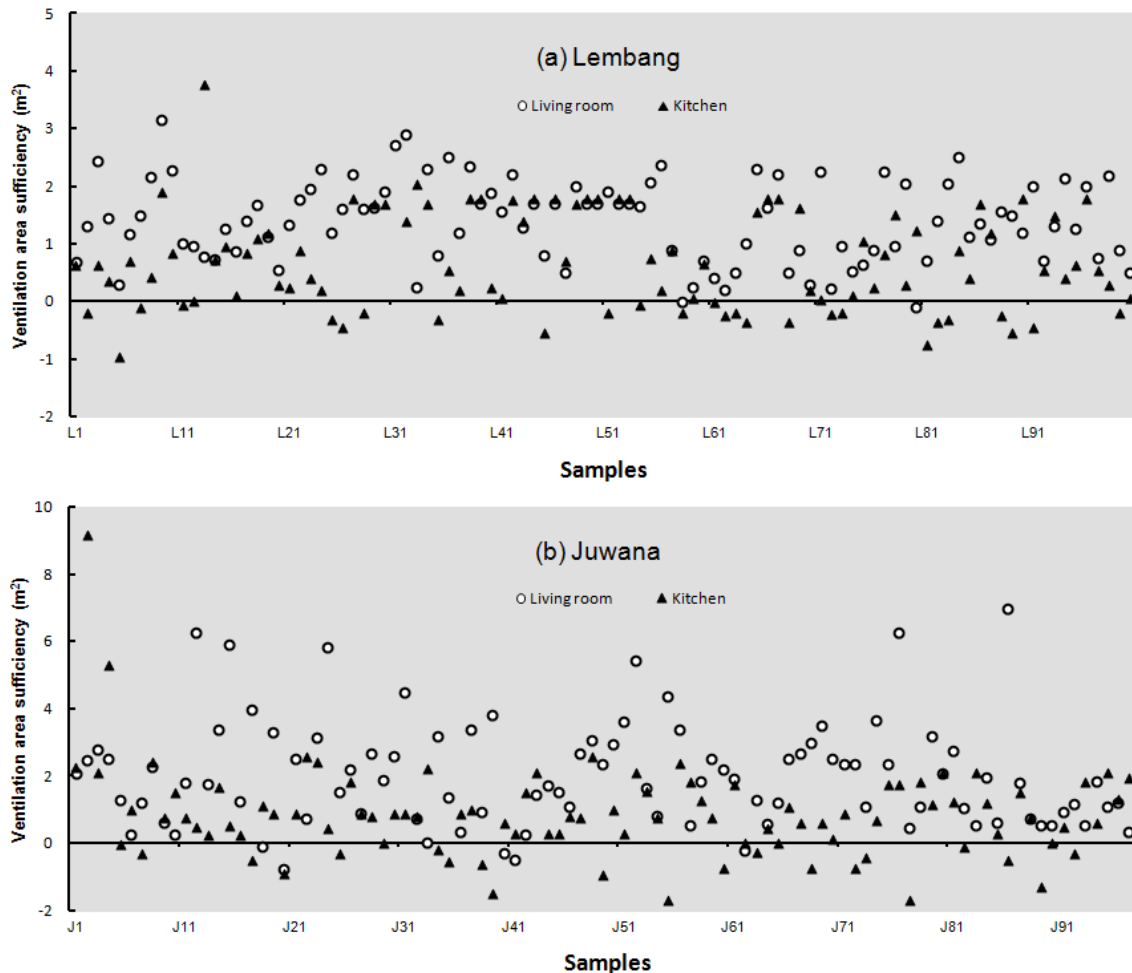 5
(a) Lembang
Living room Kitchen
4
3
2
1
0
-1
-2
Ventilation area sufficiency (m²)
L1 L11 L21 L31 L41 L51 L61 L71 L81 L91
Samples
10
(b) Juwana
Living room Kitchen
8
6
4
2
0
-2
Ventilation area sufficiency (m²)
J1 J11 J21 J31 J41 J51 J61 J71 J81 J91
Samples